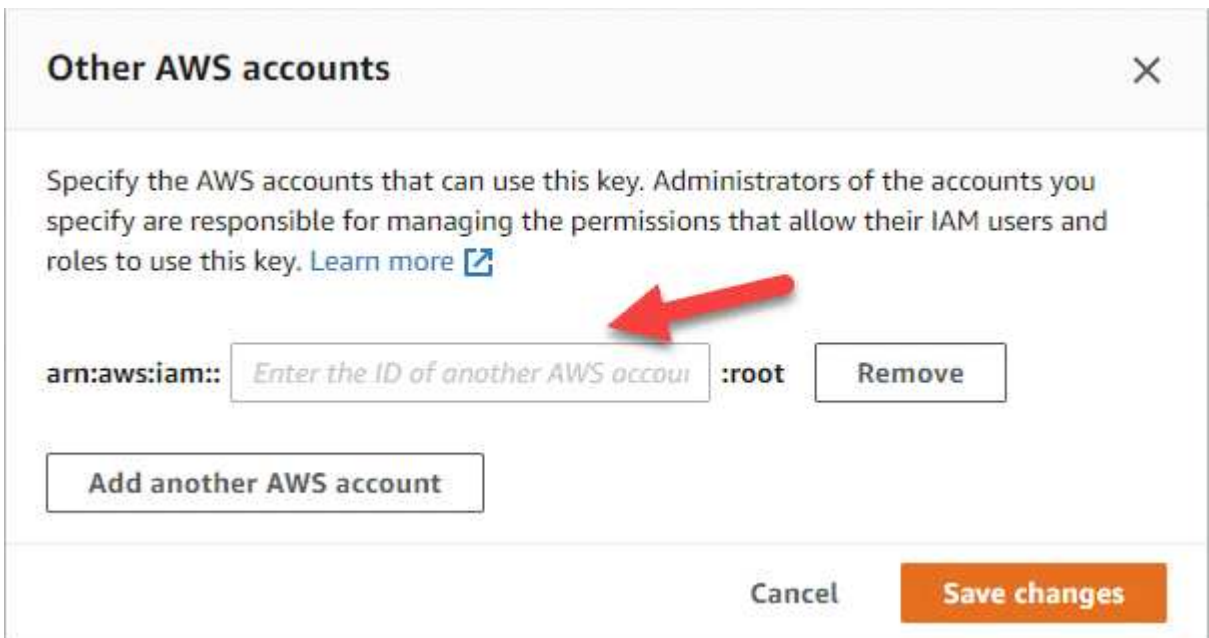 Other AWS accounts
Specify the AWS accounts that can use this key. Administrators of the accounts you
specify are responsible for managing the permissions that allow their IAM users and
roles to use this key. Learn more
arn:aws:iam:: Enter the ID of another AWS accou :root Remove
Add another AWS account
Cancel Save changes